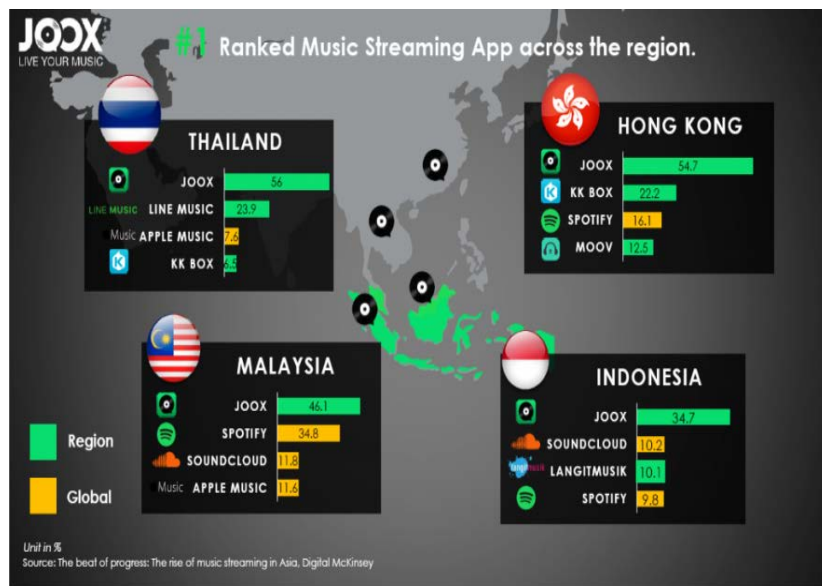 JOOX
LIVE YOUR MUSIC
#1 Ranked Music Streaming App across the region.
THAILAND
JOOX 56
LINE MUSIC LINE MUSIC 23.9
Music APPLE MUSIC 7.6
KK BOX 6.5
HONG KONG
JOOX 54.7
KK BOX 22.2
SPOTIFY 16.1
MOOV 12.5
MALAYSIA
JOOX 46.1
SPOTIFY 34.8
SOUNDCLOUD 11.8
Music APPLE MUSIC 11.6
INDONESIA
JOOX 34.7
SOUNDCLOUD 10.2
langitmusik LANGITMUSIK 10.1
SPOTIFY 9.8
Region
Global
Unit in %
Source: The beat of progress: The rise of music streaming in Asia, Digital McKinsey